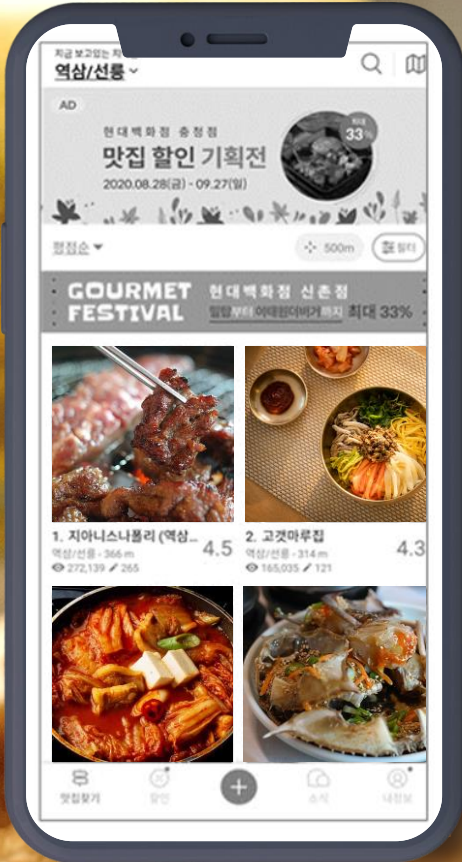 지금 보고있는
역삼/선릉
AD
현대백화점 충청점
맛집 할인 기획전
2020.08.28(금) - 09.27(일)
최대
33%
평점순
500m
필터
GOURMET
FESTIVAL
현대백화점 신촌점
최대 33%
1. 지아니스나폴리 (역삼...
4.5
역삼/선릉 - 366 m
272,139 265
2. 고갯마루집
4.3
역삼/선릉 - 314 m
165,035 121
맛집찾기
할인
소식
내정보